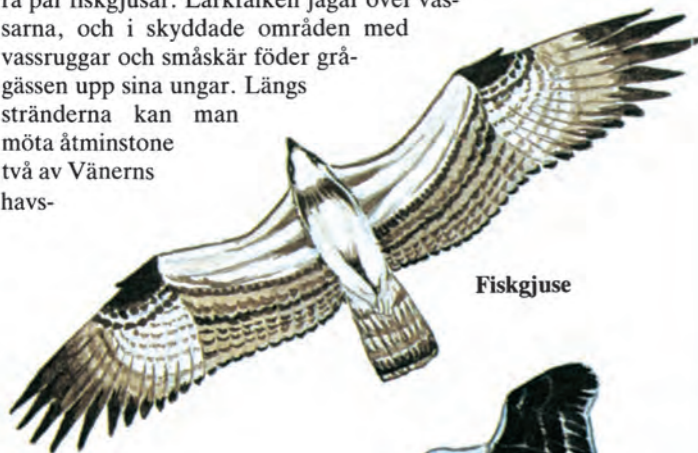 ra par fiskgjusar. Lärkfalken jagar över vas-
sarna, och i skyddade områden med
vassruggar och småskär föder grå-
gässen upp sina ungar. Längs
stränderna kan man
möta åtminstone
två av Vänerns
havs-
Fiskgjuse